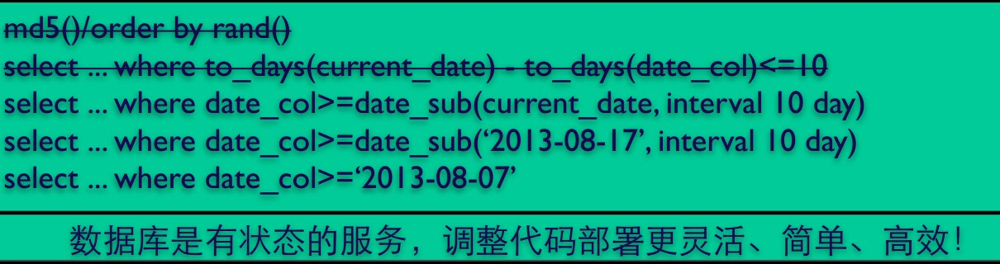 md5()/order by rand()
select ... where to_days(current_date) - to_days(date_col)<=10
select ... where date_col>=date_sub(current_date, interval 10 day)
select ... where date_col>=date_sub(‘2013-08-17’, interval 10 day)
select ... where date_col>=‘2013-08-07’
数据库是有状态的服务，调整代码部署更灵活、简单、高效！